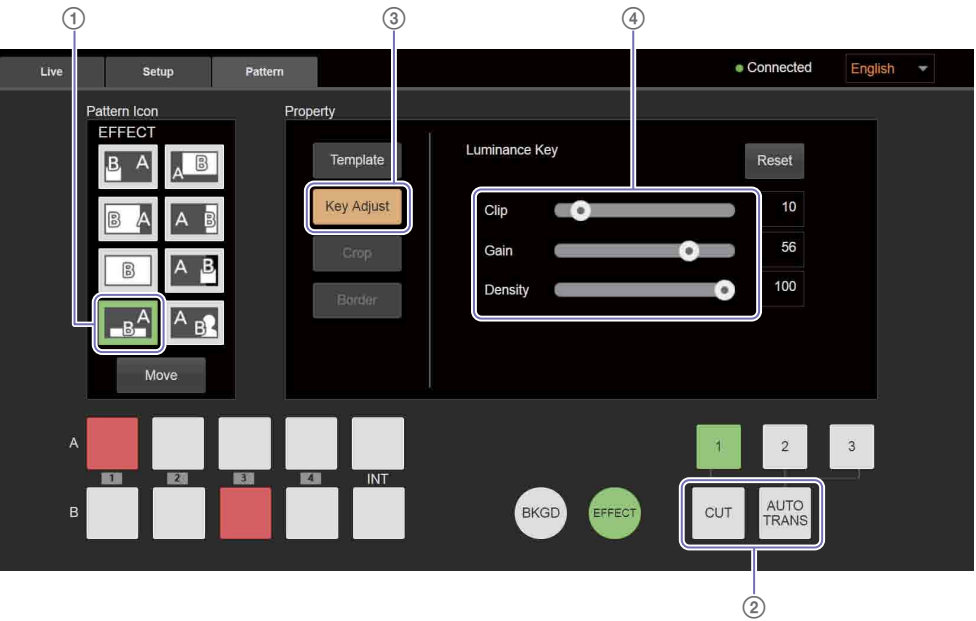 ① ③ ④
Live Setup Pattern Connected English
Pattern Icon Property
EFFECT
B A A B
B A A B
B A B
B A A B
Move
Template
Key Adjust
Crop
Border
Luminance Key Reset
Clip 10
Gain 56
Density 100
A
1 2 3 4 INT
B
BKGD EFFECT
1 2 3
CUT AUTO TRANS
②